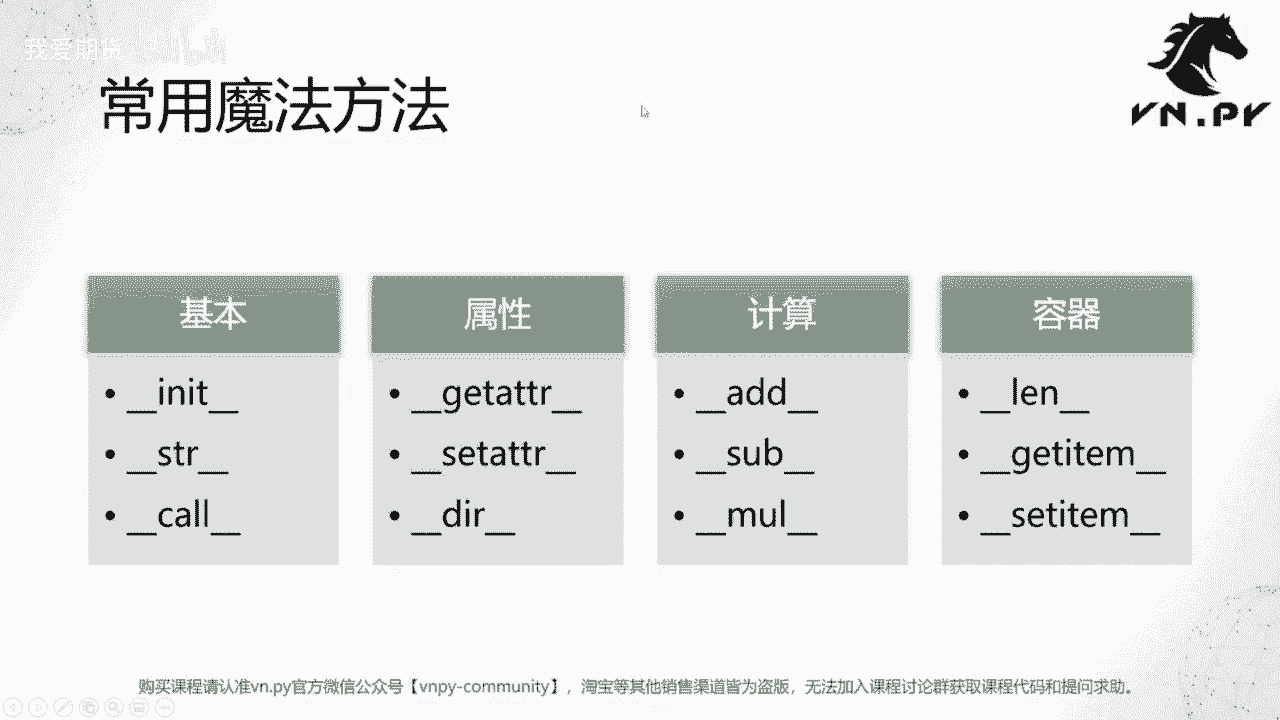 我爱期货
常用魔法方法
VN.PY
基本
• __init__
• __str__
• __call__
属性
• __getattr__
• __setattr__
• __dir__
计算
• __add__
• __sub__
• __mul__
容器
• __len__
• __getitem__
• __setitem__
购买课程请认准vn.py官方微信公众号【vnpy-community】，淘宝等其他销售渠道皆为盗版，无法加入课程讨论群获取课程代码和提问求助。